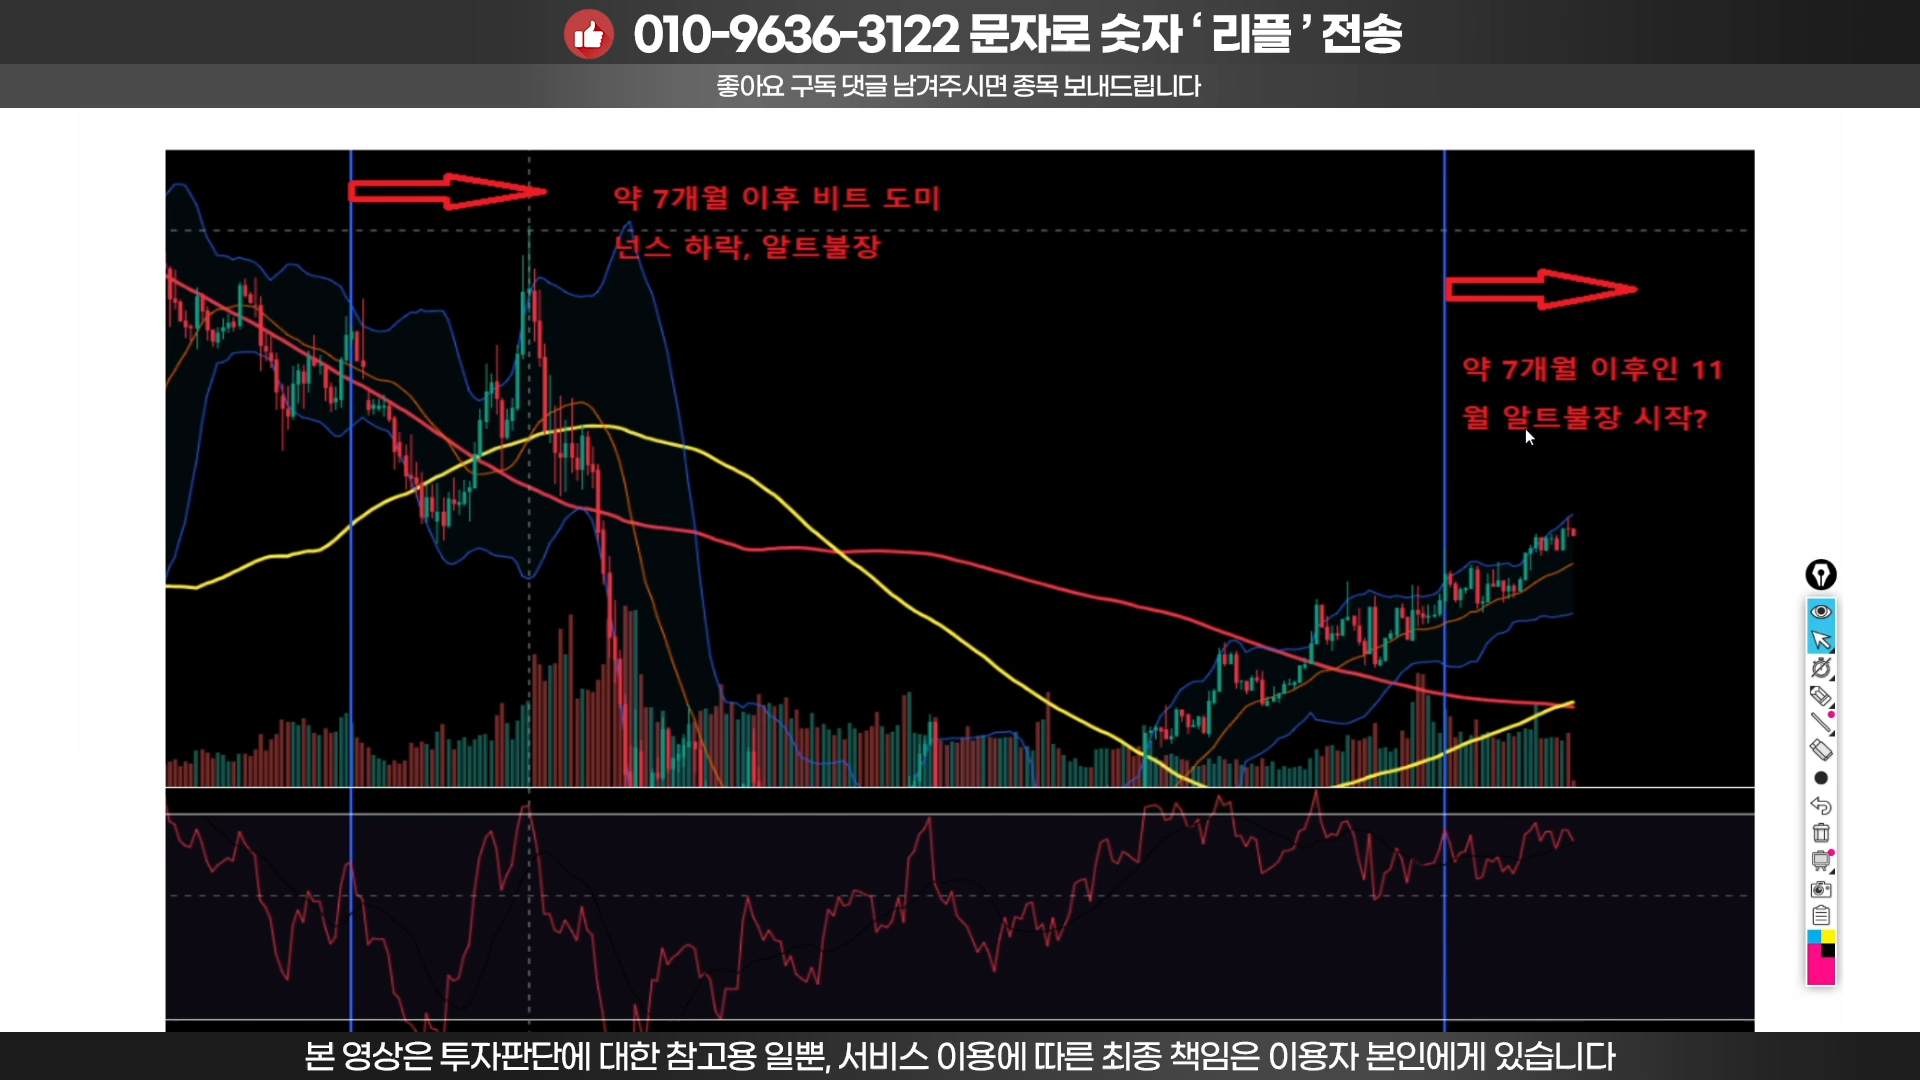 010-9636-3122 문자로 숫자 ‘ 리플 ’ 전송
좋아요 구독 댓글 남겨주시면 종목 보내드립니다
약 7개월 이후 비트 도미
넌스 하락, 알트불장
약 7개월 이후인 11
월 알트불장 시작?
본 영상은 투자판단에 대한 참고용 일뿐, 서비스 이용에 따른 최종 책임은 이용자 본인에게 있습니다